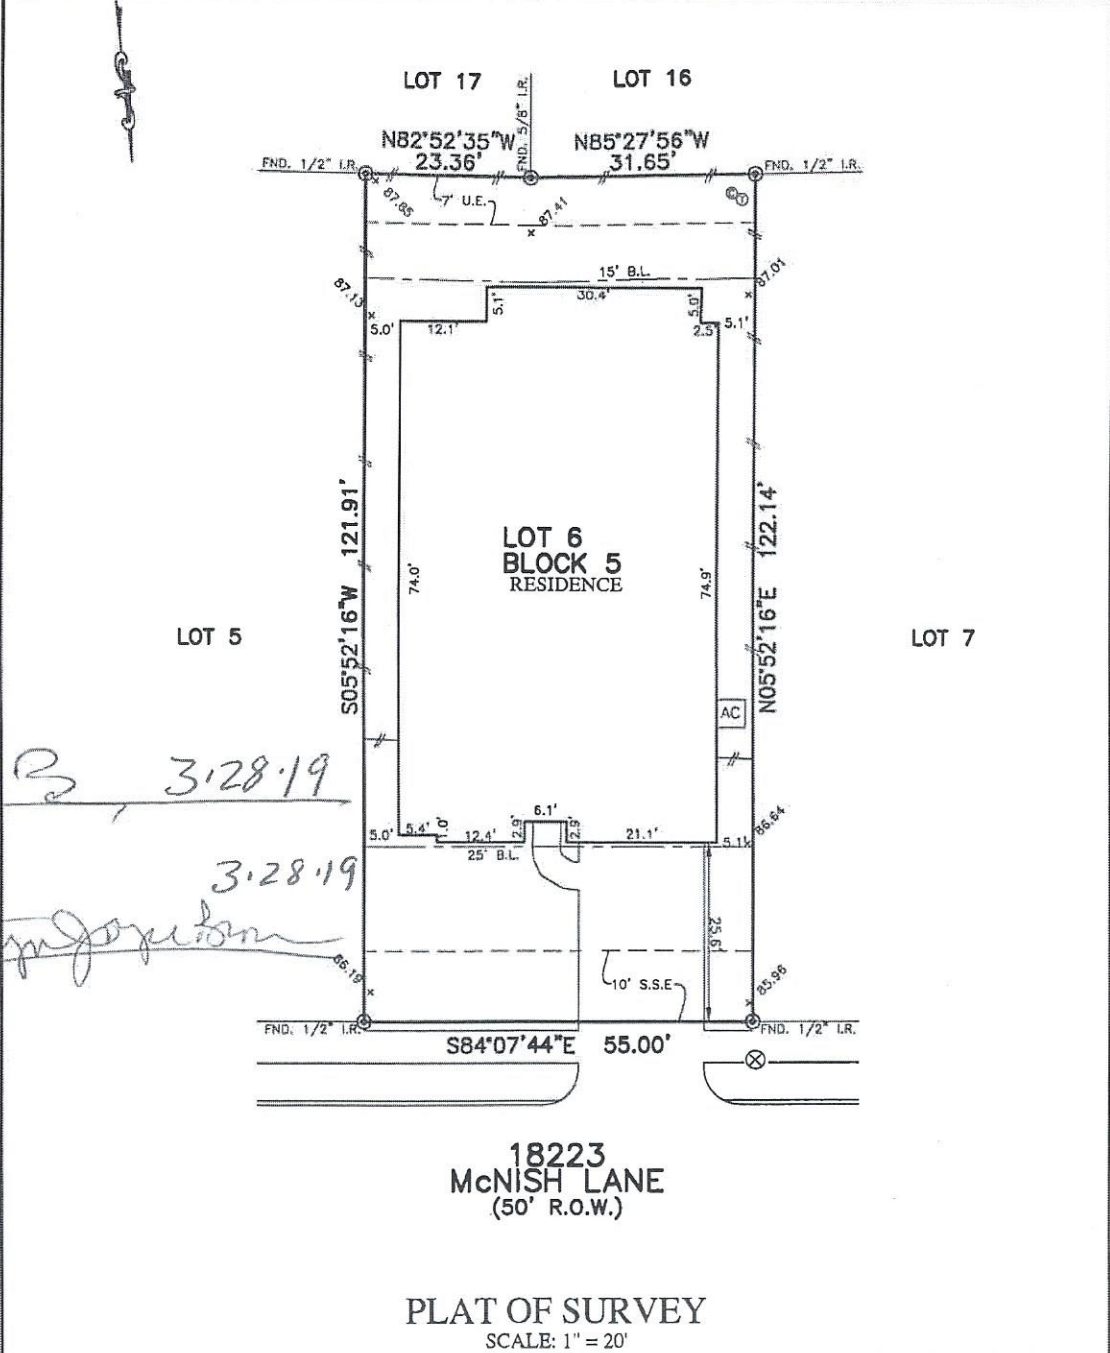 LOT 17
LOT 16
FND. 5/8" I.R.
N82°52'35"W
23.36'
N85°27'56"W
31.65'
FND. 1/2" I.R.
FND. 1/2" I.R.
87.85
7' U.E.
87.41
C
T
15' B.L.
87.01
87.13
30.4'
5.1'
5.0'
5.0'
12.1'
2.5'
5.1'
S05°52'16"W 121.91'
74.0'
LOT 6
BLOCK 5
RESIDENCE
74.9'
N05°52'16"E 122.14'
LOT 5
LOT 7
AC
3.28.19
6.1'
86.64
5.0'
5.4'
1.0'
12.4'
2.9'
2.9'
21.1'
5.1'
25' B.L.
3.28.19
25.6'
10' S.S.E
85.96
FND. 1/2" I.R.
FND. 1/2" I.R.
S84°07'44"E 55.00'
18223
McNISH LANE
(50' R.O.W.)
PLAT OF SURVEY
SCALE: 1" = 20'